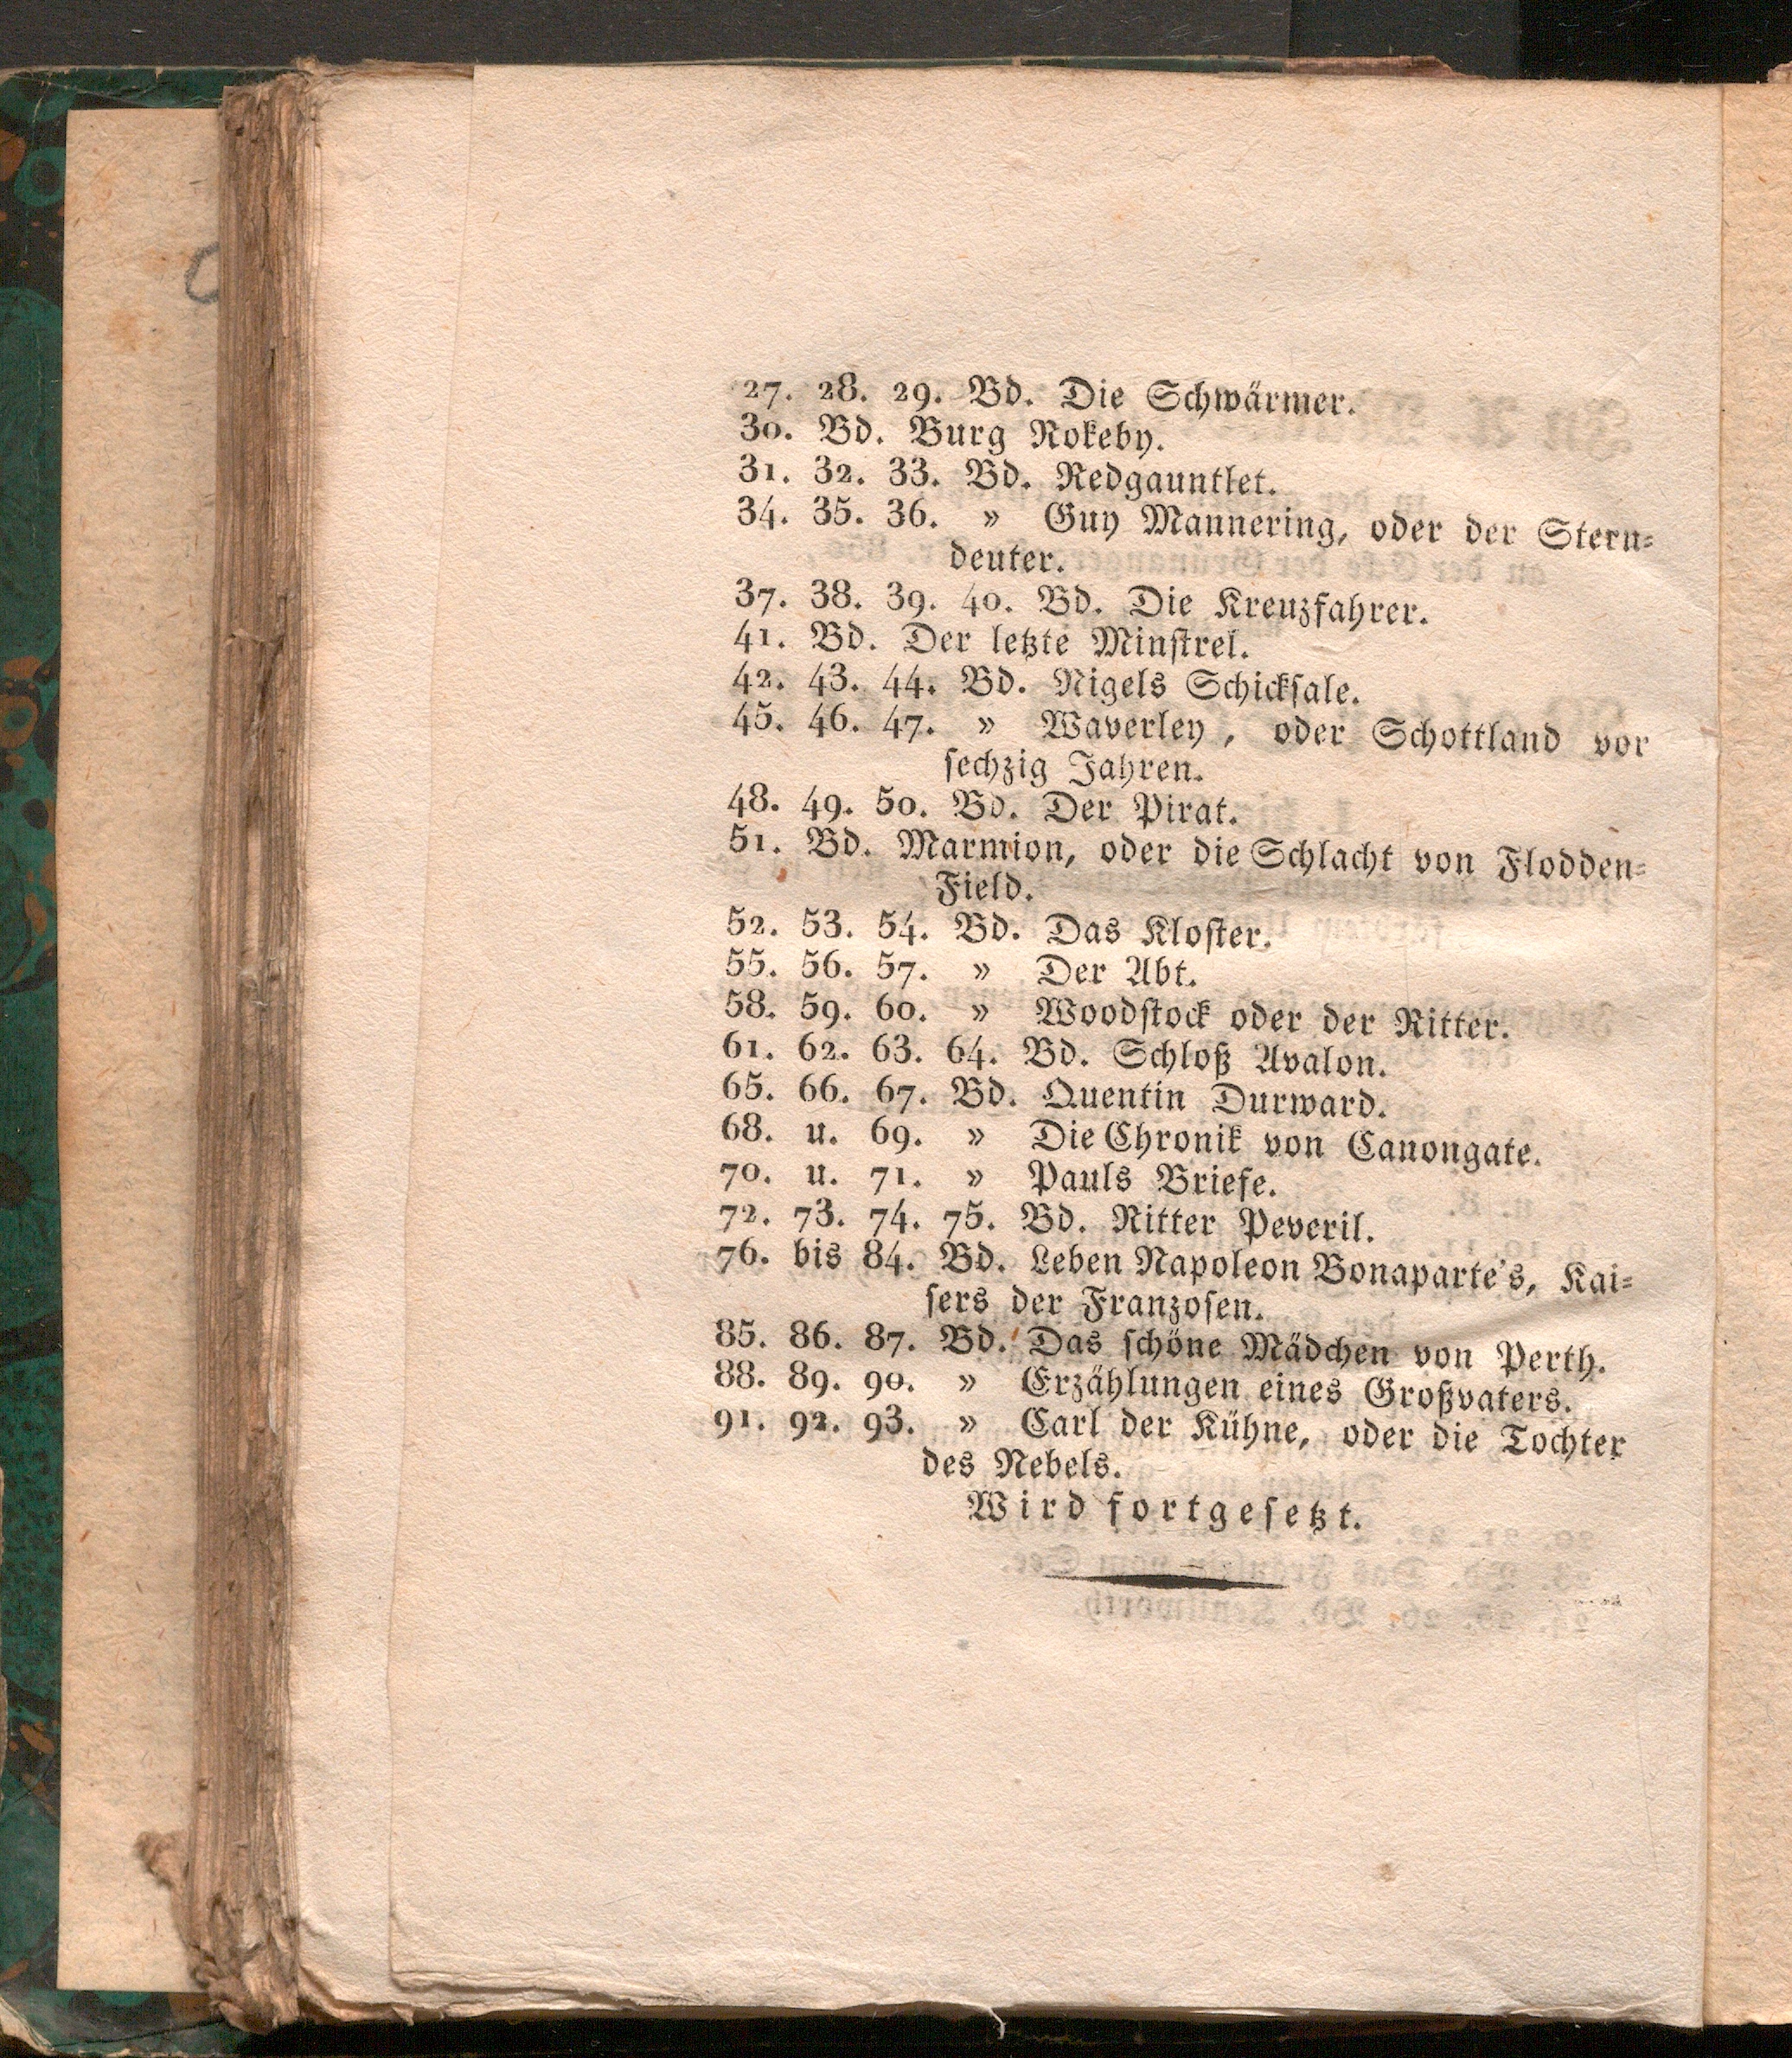 27. 28. 29. Bd. Die Schwärmer.
30. Bd. Burg Rokeby.
31. 32. 33. Bd. Redgauntlet.
34. 35. 36. » Guy Mannering, oder der Stern-
deuter.
37. 38. 39. 40. Bd. Die Kreuzfahrer.
41. Bd. Der letzte Minstrel.
42. 43. 44. Bd. Nigels Schicksale.
45. 46. 47. » Waverley, oder Schottland vor
sechzig Jahren.
48. 49. 50. Bd. Der Pirat.
51. Bd. Marmion, oder die Schlacht von Flodden-
Field.
52. 53. 54. Bd. Das Kloster.
55. 56. 57. » Der Abt.
58. 59. 60. » Woodstock oder der Ritter.
61. 62. 63. 64. Bd. Schloß Avalon.
65. 66. 67. Bd. Quentin Durward.
68. u. 69. » Die Chronik von Canongate.
70. u. 71. » Pauls Briefe.
72. 73. 74. 75. Bd. Ritter Peveril.
76. bis 84. Bd. Leben Napoleon Bonaparte's, Kai-
sers der Franzosen.
85. 86. 87. Bd. Das schöne Mädchen von Perth.
88. 89. 90. » Erzählungen eines Großvaters.
91. 92. 93. » Carl der Kühne, oder die Tochter
des Nebels.
Wird fortgesetzt.